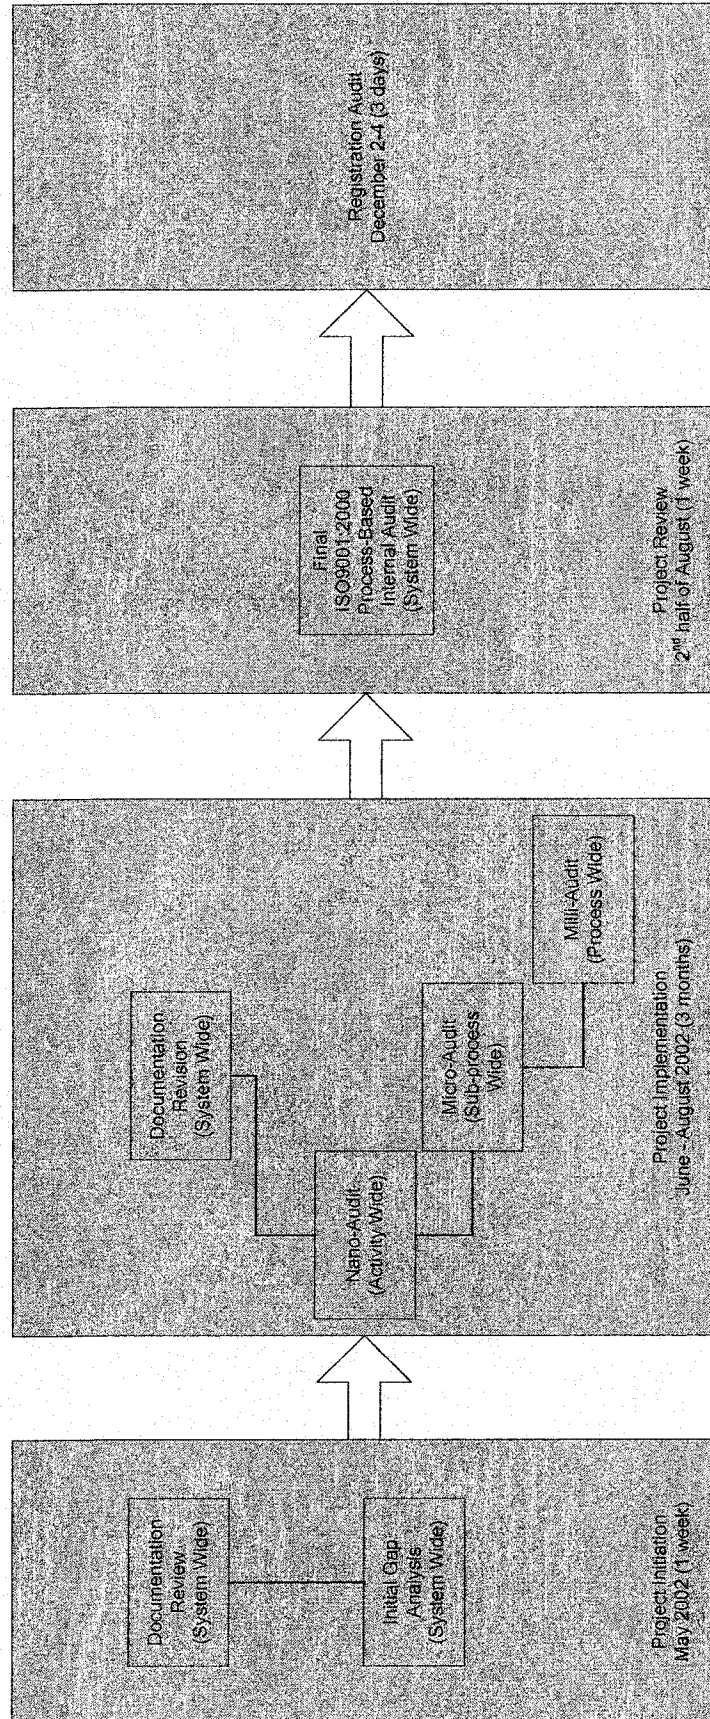 Documentation
Review
(System Wide)
Initial Gap
Analysis
(System Wide)
Project Initiation
May 2002 (1 week)
Documentation
Revision
(System Wide)
Nano-Audit
(Activity Wide)
Micro-Audit
(Sub-process
Wide)
Milli-Audit
(Process Wide)
Project Implementation
June - August 2002 (3 months)
Final
ISO9001:2000
Process-Based
Internal Audit
(System Wide)
Project Review
2nd half of August (1 week)
Registration Audit
December 2-4 (3 days)